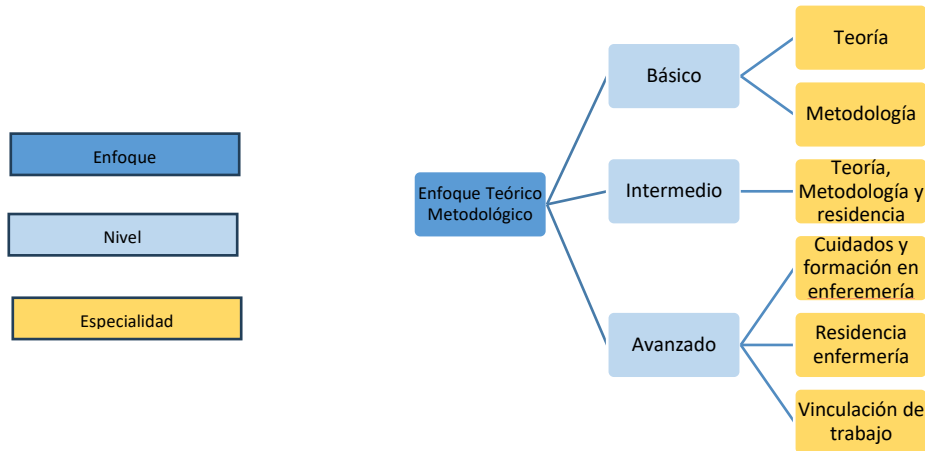 Enfoque
Nivel
Especialidad
Enfoque Teórico
Metodológico
Básico
Teoría
Metodología
Intermedio
Teoría,
Metodología y
residencia
Avanzado
Cuidados y
formación en
enferemería
Residencia
enfermería
Vinculación de
trabajo